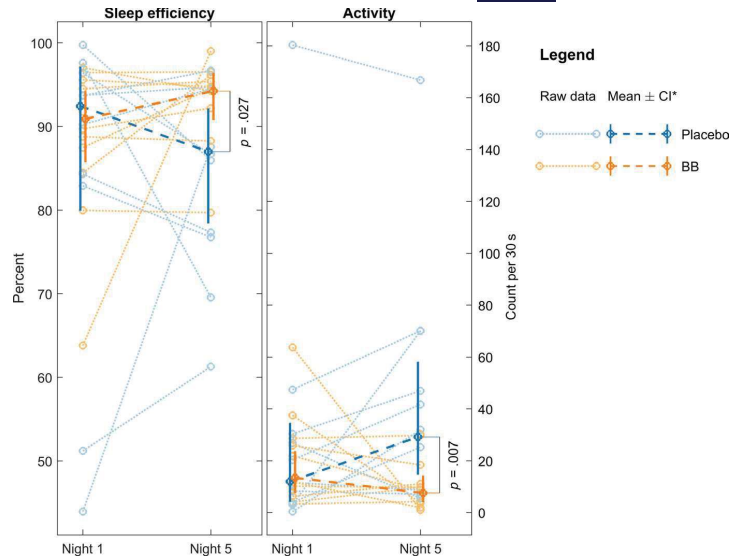 Sleep efficiency
Activity
100
90
80
70
60
50
Percent
p = .027
Night 1
Night 5
180
160
140
120
100
80
60
40
20
0
Count per 30 s
p = .007
Night 1
Night 5
Legend
Raw data Mean ± CI*
Placebo
BB